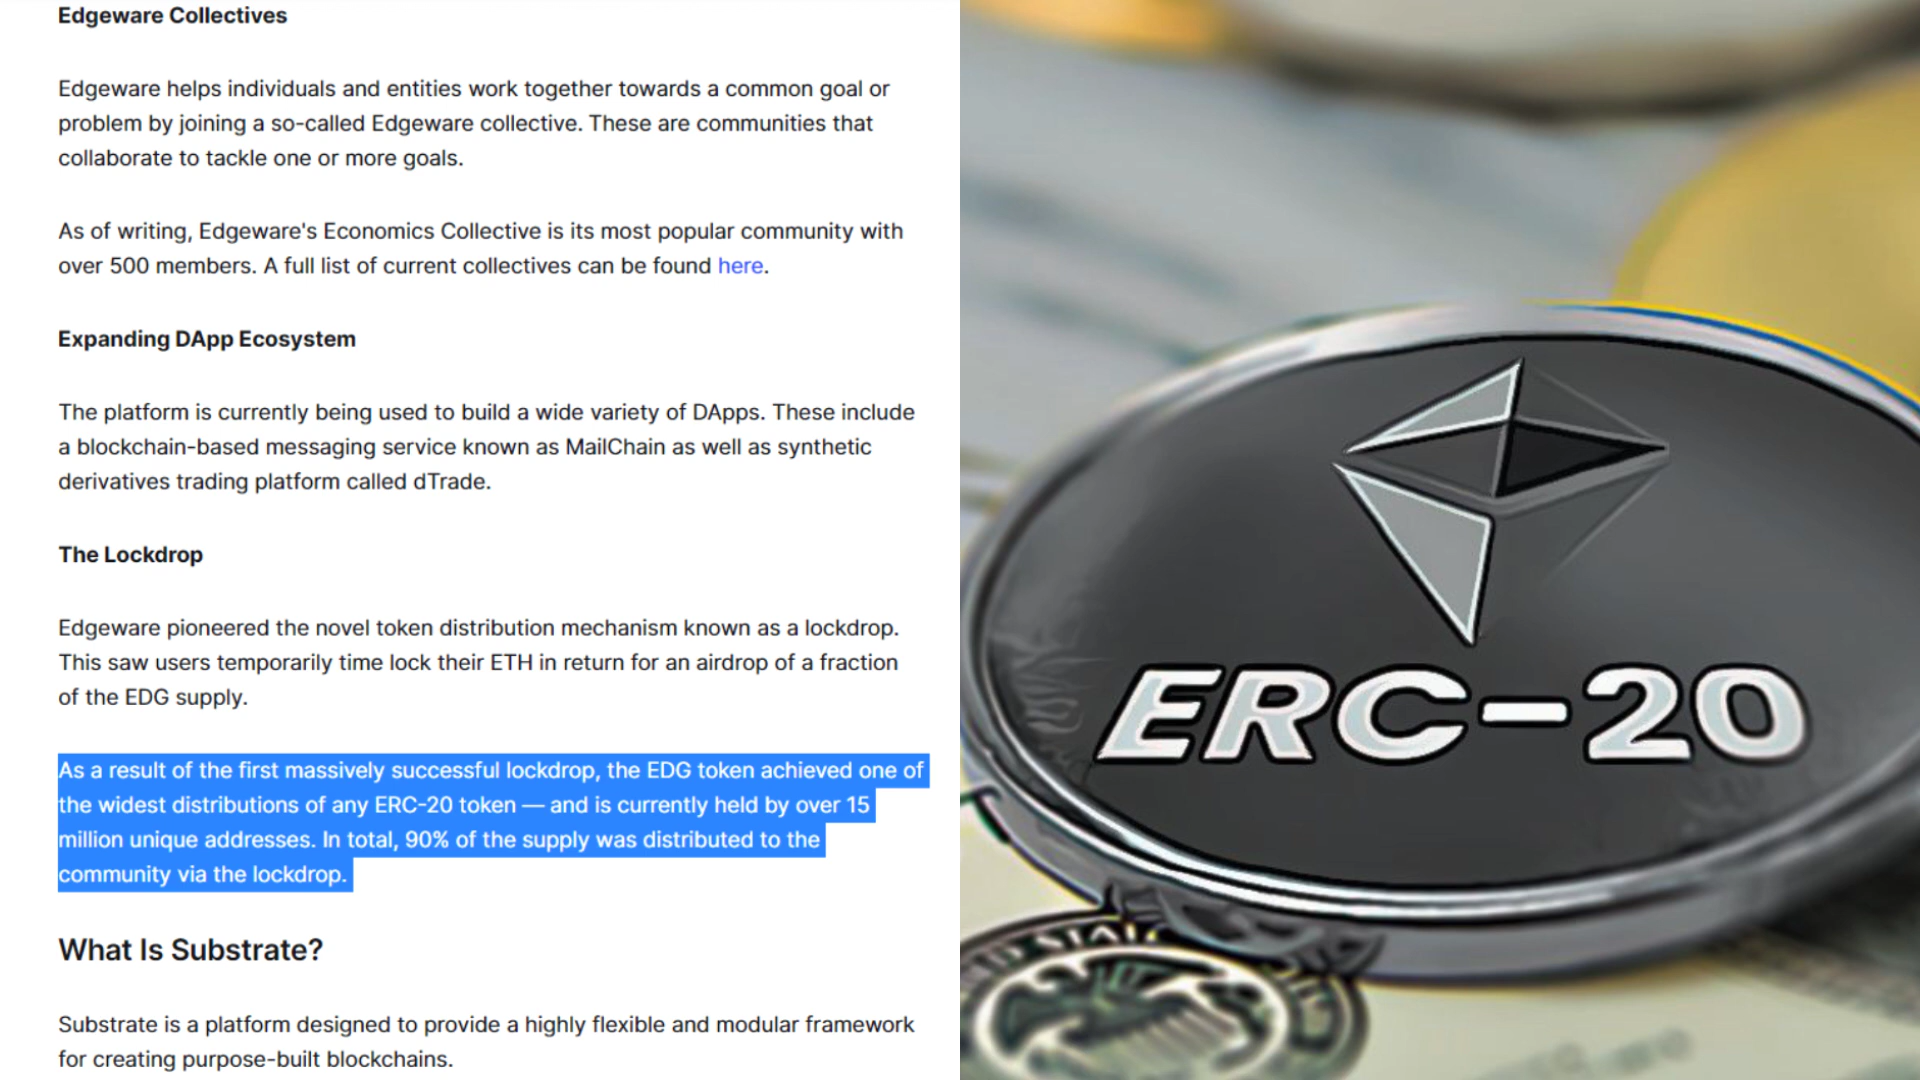 Edgeware Collectives
Edgeware helps individuals and entities work together towards a common goal or
problem by joining a so-called Edgeware collective. These are communities that
collaborate to tackle one or more goals.
As of writing, Edgeware's Economics Collective is its most popular community with
over 500 members. A full list of current collectives can be found here.
Expanding DApp Ecosystem
The platform is currently being used to build a wide variety of DApps. These include
a blockchain-based messaging service known as MailChain as well as synthetic
derivatives trading platform called dTrade.
The Lockdrop
Edgeware pioneered the novel token distribution mechanism known as a lockdrop.
This saw users temporarily time lock their ETH in return for an airdrop of a fraction
of the EDG supply.
As a result of the first massively successful lockdrop, the EDG token achieved one of
the widest distributions of any ERC-20 token — and is currently held by over 15
million unique addresses. In total, 90% of the supply was distributed to the
community via the lockdrop.
What Is Substrate?
Substrate is a platform designed to provide a highly flexible and modular framework
for creating purpose-built blockchains.
ERC-20